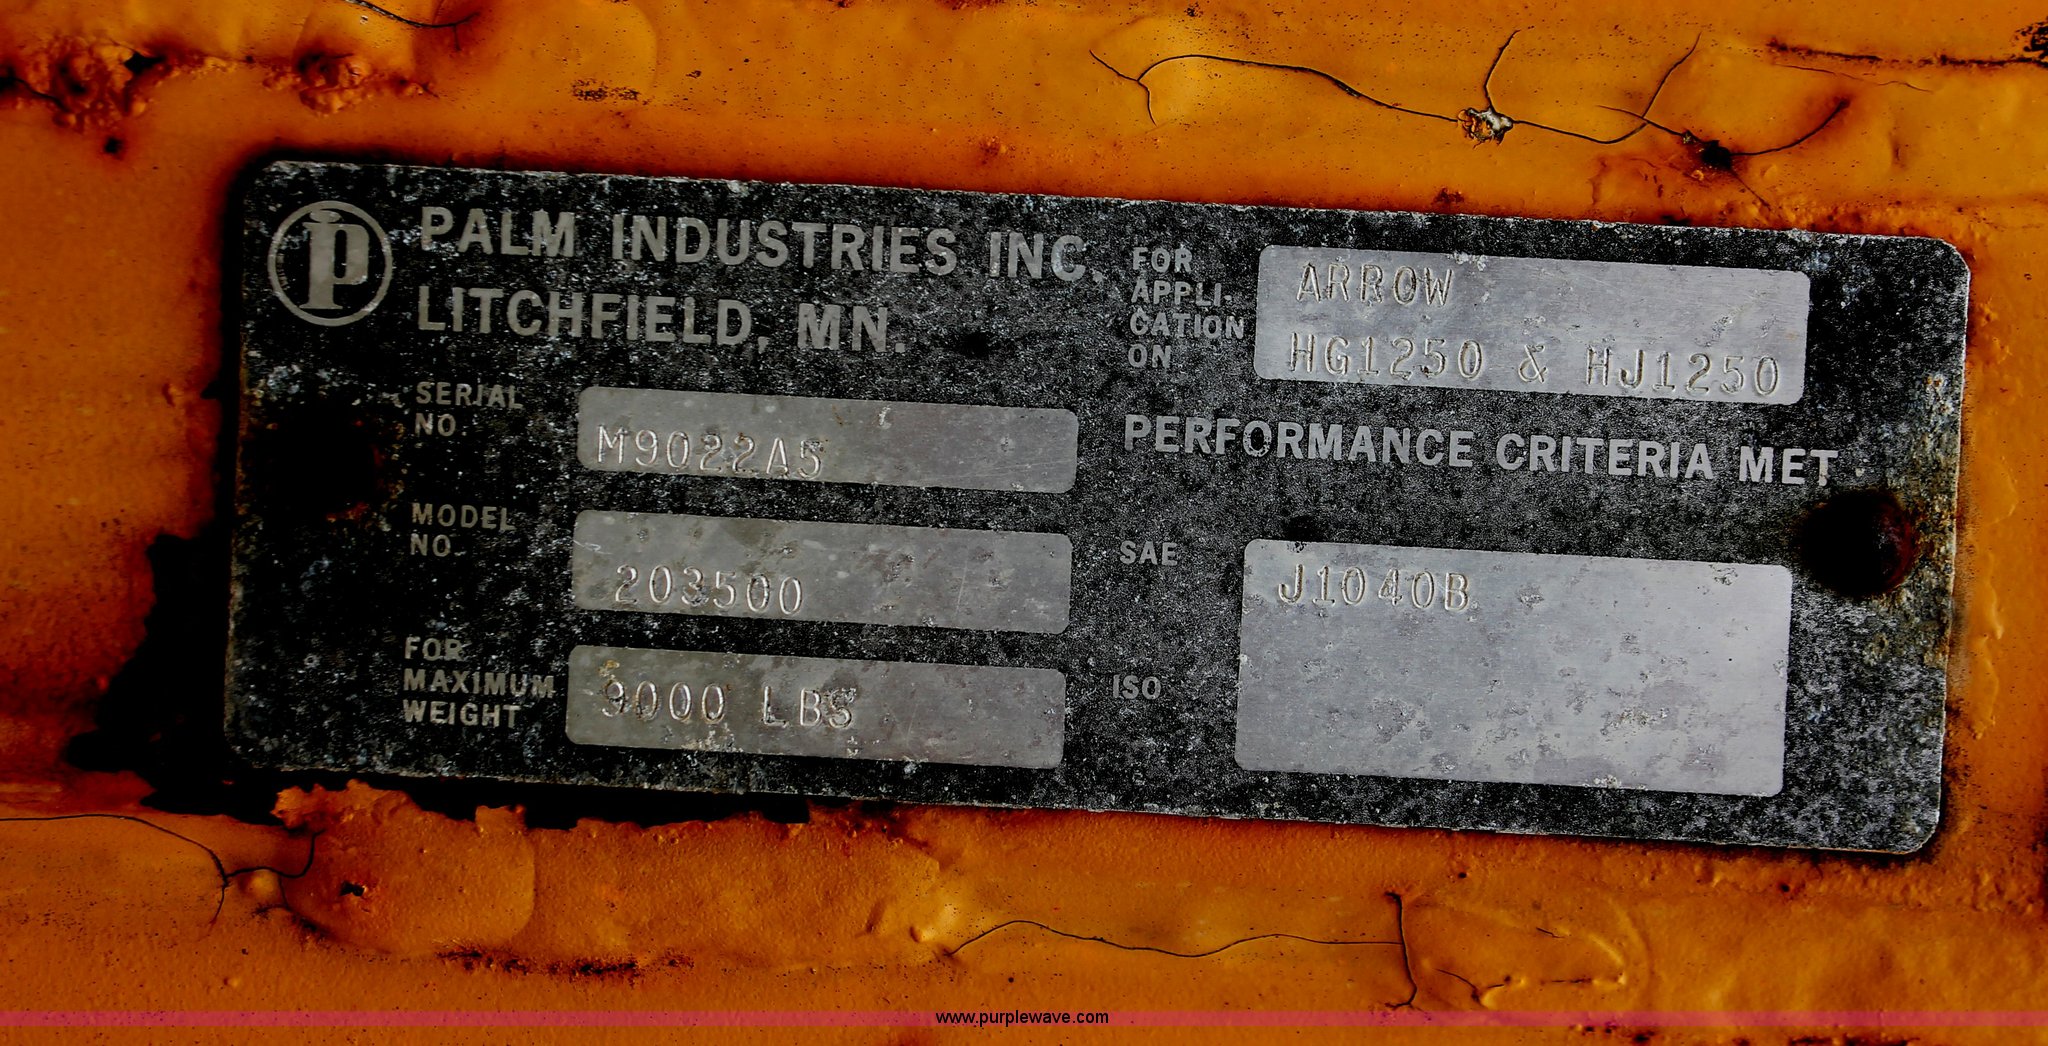 ip
PALM INDUSTRIES INC.
LITCHFIELD, MN.
SERIAL
NO.
M9022A5
MODEL
NO.
203500
FOR
MAXIMUM
WEIGHT
9000 LBS
FOR
APPLI-
CATION
ON
ARROW
HG1250 & HJ1250
PERFORMANCE CRITERIA MET
SAE
J1040B
ISO
www.purplewave.com